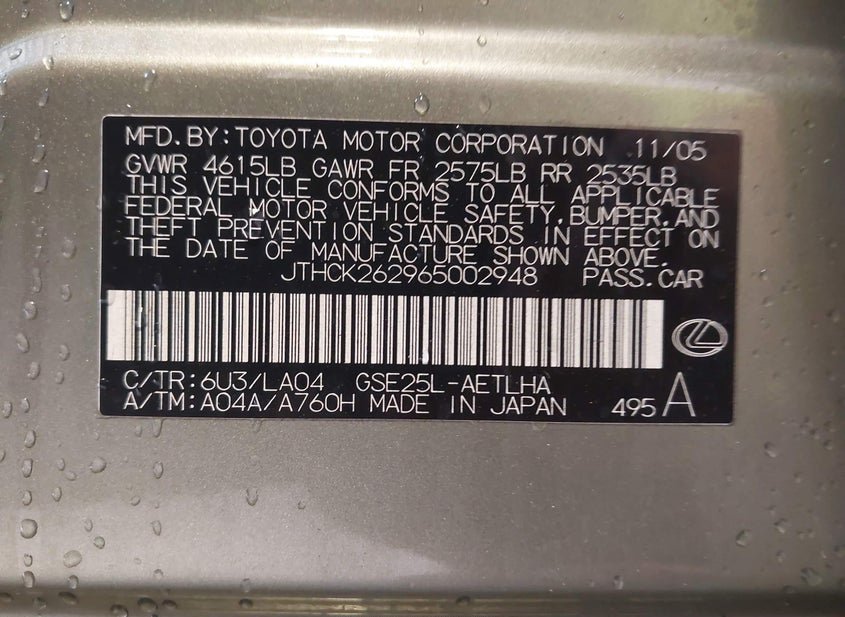 MFD.BY:TOYOTA MOTOR CORPORATION 11/05
GVWR 4615LB GAWR FR 2575LB RR 2535LB
THIS VEHICLE CONFORMS TO ALL APPLICABLE
FEDERAL MOTOR VEHICLE SAFETY,BUMPER,AND
THEFT PREVENTION STANDARDS IN EFFECT ON
THE DATE OF MANUFACTURE SHOWN ABOVE.
JTHCK262965002948 PASS.CAR
C/TR:6U3/LA04 GSE25L-AETLHA
A/TM:A04A/A760H MADE IN JAPAN 495 A